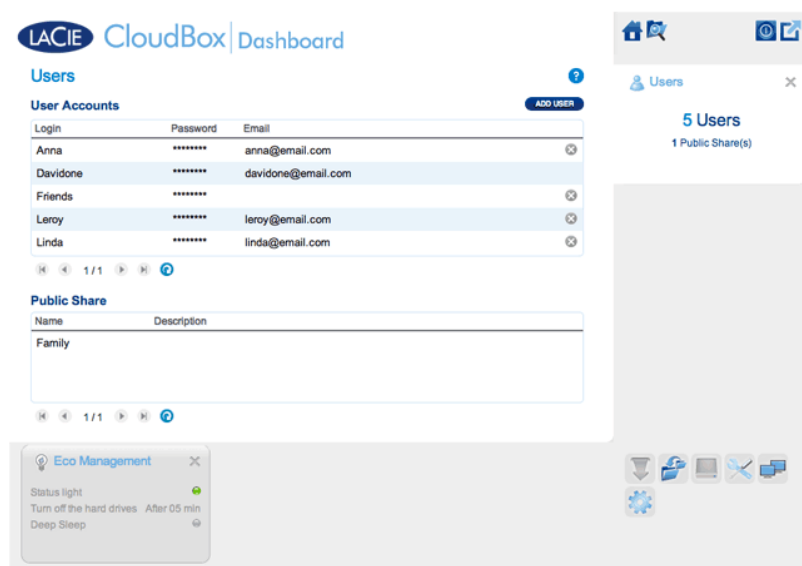 LACIE CloudBox Dashboard
Users
User Accounts
ADD USER
Login Password Email
Anna ******** anna@email.com
Davidone ******** davidone@email.com
Friends ********
Leroy ******** leroy@email.com
Linda ******** linda@email.com
1 / 1
Public Share
Name Description
Family
1 / 1
Users
5 Users
1 Public Share(s)
Eco Management
Status light
Turn off the hard drives After 05 min
Deep Sleep